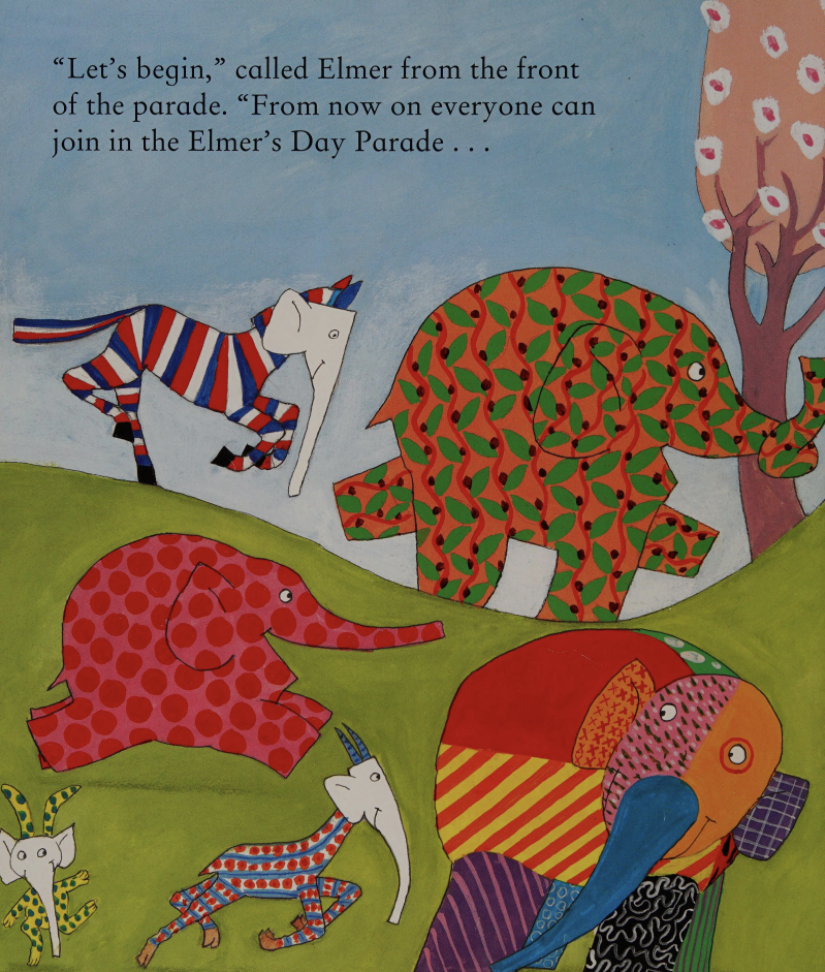 “Let’s begin,” called Elmer from the front
of the parade. “From now on everyone can
join in the Elmer’s Day Parade . . .